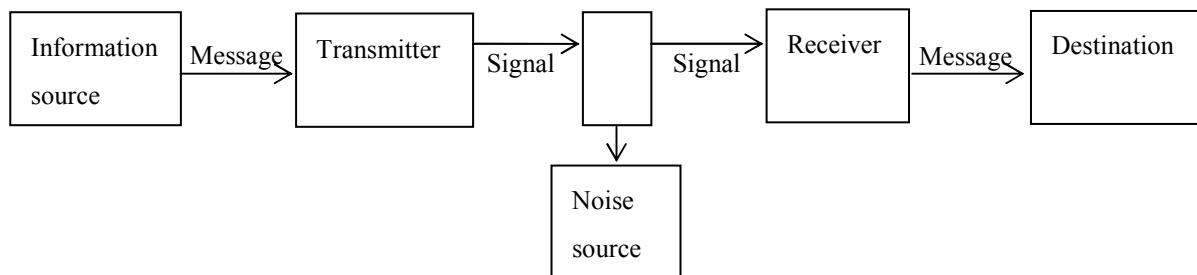 Information
source
Message
Transmitter
Signal
Signal
Receiver
Message
Destination
Noise
source